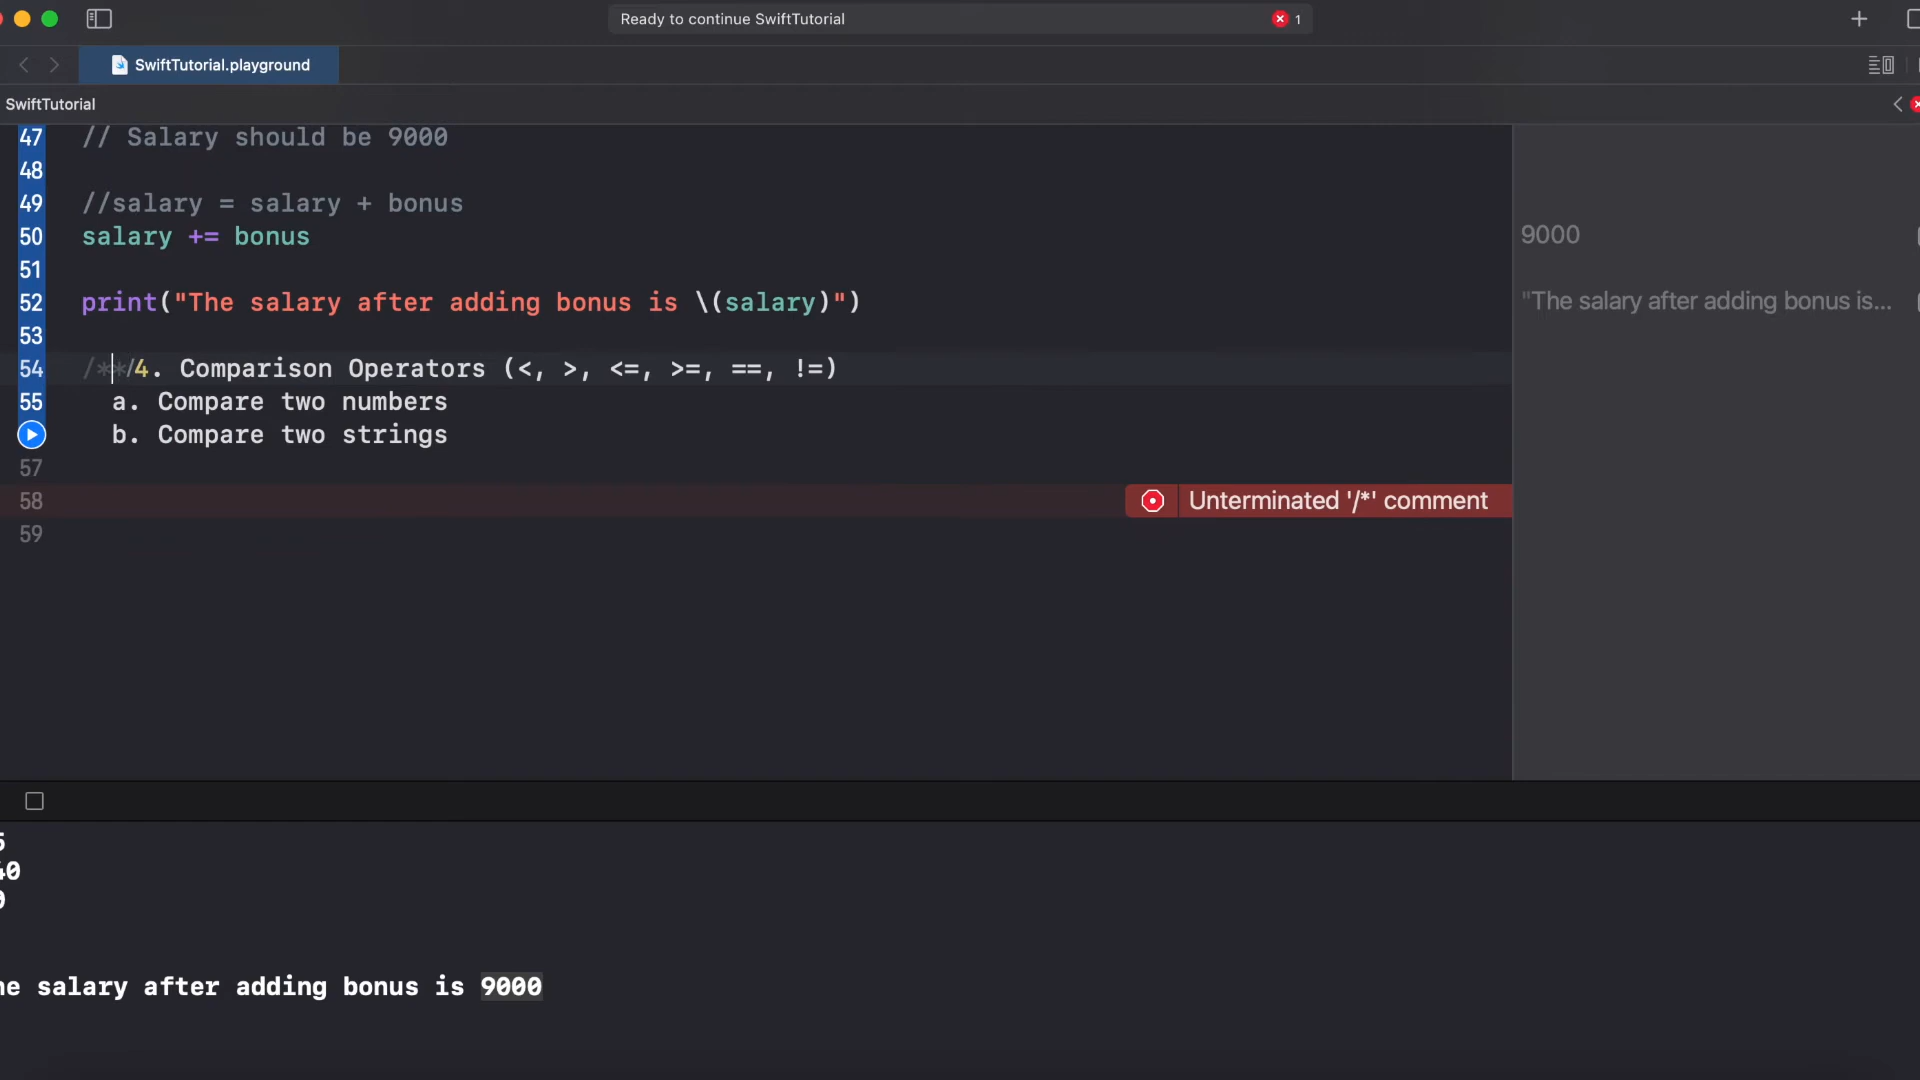 Ready to continue SwiftTutorial 1
SwiftTutorial.playground
SwiftTutorial
47 // Salary should be 9000
48
49 //salary = salary + bonus
50 salary += bonus 9000
51
52 print("The salary after adding bonus is \(salary)") "The salary after adding bonus is...
53
54 /**/4. Comparison Operators (<, >, <=, >=, ==, !=)
55 a. Compare two numbers
b. Compare two strings
57
58 Unterminated '/*' comment
59
40
salary after adding bonus is 9000